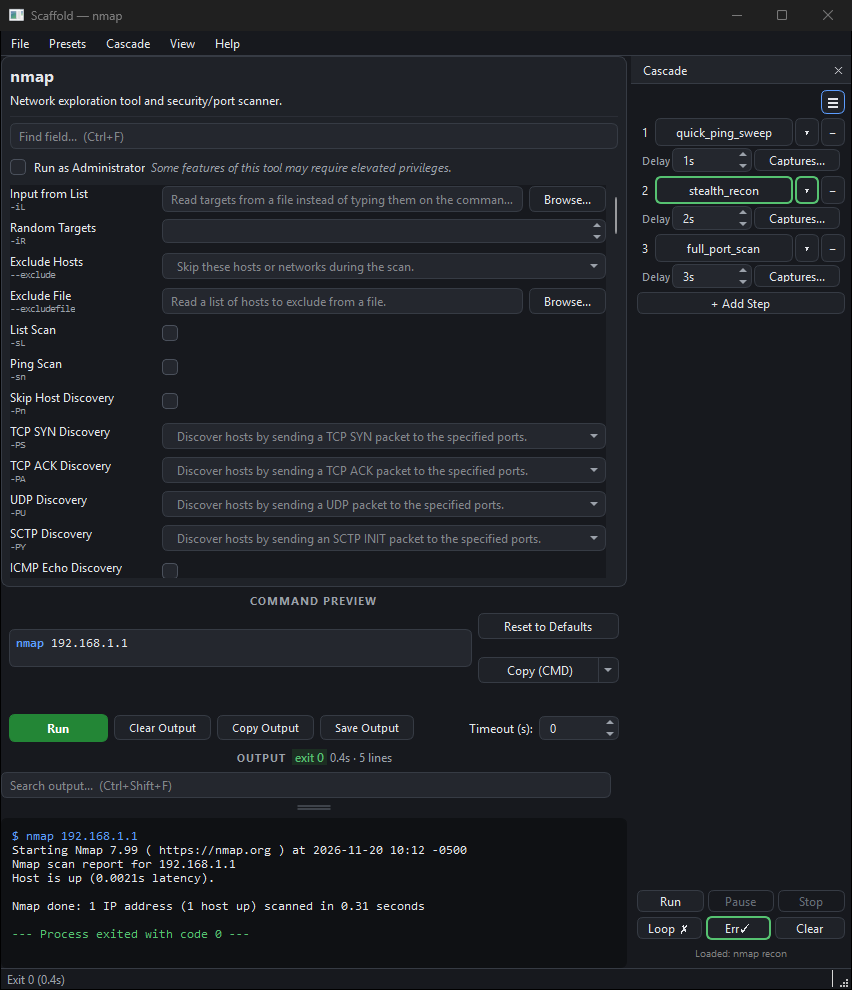 Scaffold — nmap
File Presets Cascade View Help
nmap
Network exploration tool and security/port scanner.
Find field... (Ctrl+F)
Run as Administrator Some features of this tool may require elevated privileges.
Input from List
-iL
Read targets from a file instead of typing them on the comman...
Browse...
Random Targets
-iR
Exclude Hosts
--exclude
Skip these hosts or networks during the scan.
Exclude File
--excludefile
Read a list of hosts to exclude from a file.
Browse...
List Scan
-sL
Ping Scan
-sn
Skip Host Discovery
-Pn
TCP SYN Discovery
-PS
Discover hosts by sending a TCP SYN packet to the specified ports.
TCP ACK Discovery
-PA
Discover hosts by sending a TCP ACK packet to the specified ports.
UDP Discovery
-PU
Discover hosts by sending a UDP packet to the specified ports.
SCTP Discovery
-PY
Discover hosts by sending an SCTP INIT packet to the specified ports.
ICMP Echo Discovery
COMMAND PREVIEW
nmap 192.168.1.1
Reset to Defaults
Copy (CMD)
Run Clear Output Copy Output Save Output Timeout (s): 0
OUTPUT exit 0 0.4s · 5 lines
Search output... (Ctrl+Shift+F)
$ nmap 192.168.1.1
Starting Nmap 7.99 ( https://nmap.org ) at 2026-11-20 10:12 -0500
Nmap scan report for 192.168.1.1
Host is up (0.0021s latency).
Nmap done: 1 IP address (1 host up) scanned in 0.31 seconds
--- Process exited with code 0 ---
Exit 0 (0.4s)
Cascade
1 quick_ping_sweep
Delay 1s Captures...
2 stealth_recon
Delay 2s Captures...
3 full_port_scan
Delay 3s Captures...
+ Add Step
Run Pause Stop
Loop ✗ Err✓ Clear
Loaded: nmap recon